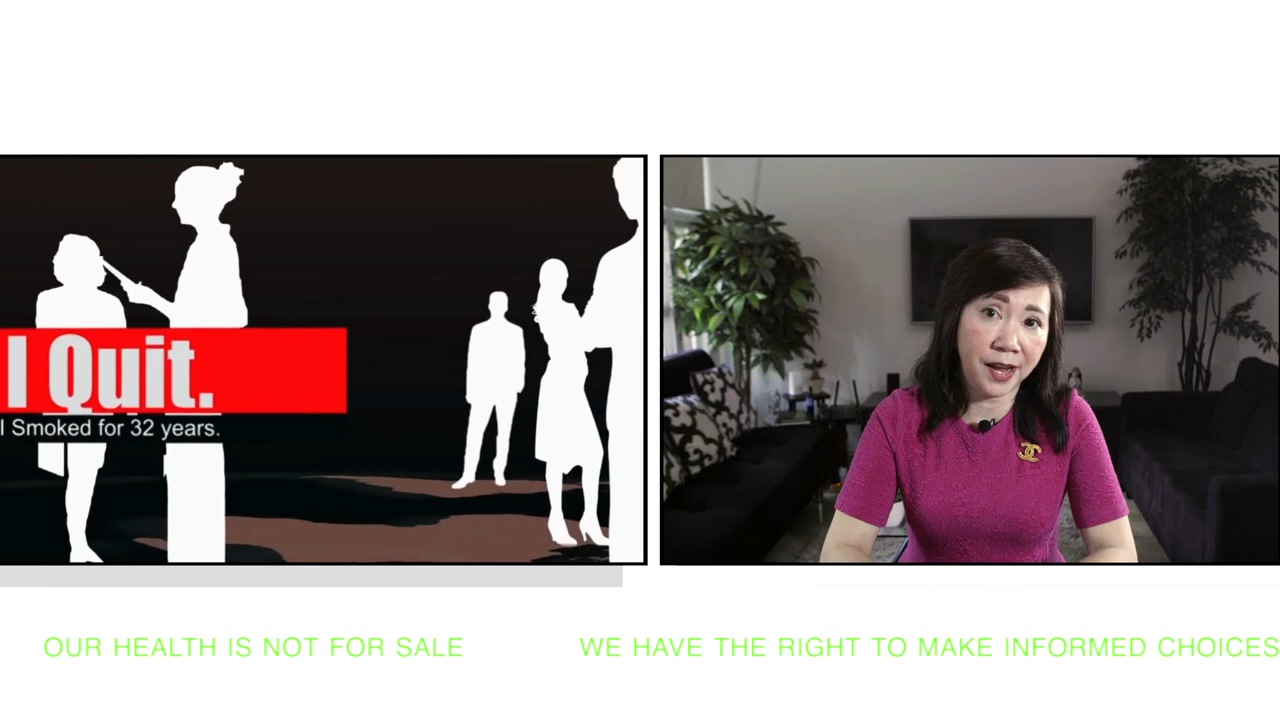 I Quit.
I Smoked for 32 years.
OUR HEALTH IS NOT FOR SALE
WE HAVE THE RIGHT TO MAKE INFORMED CHOICES